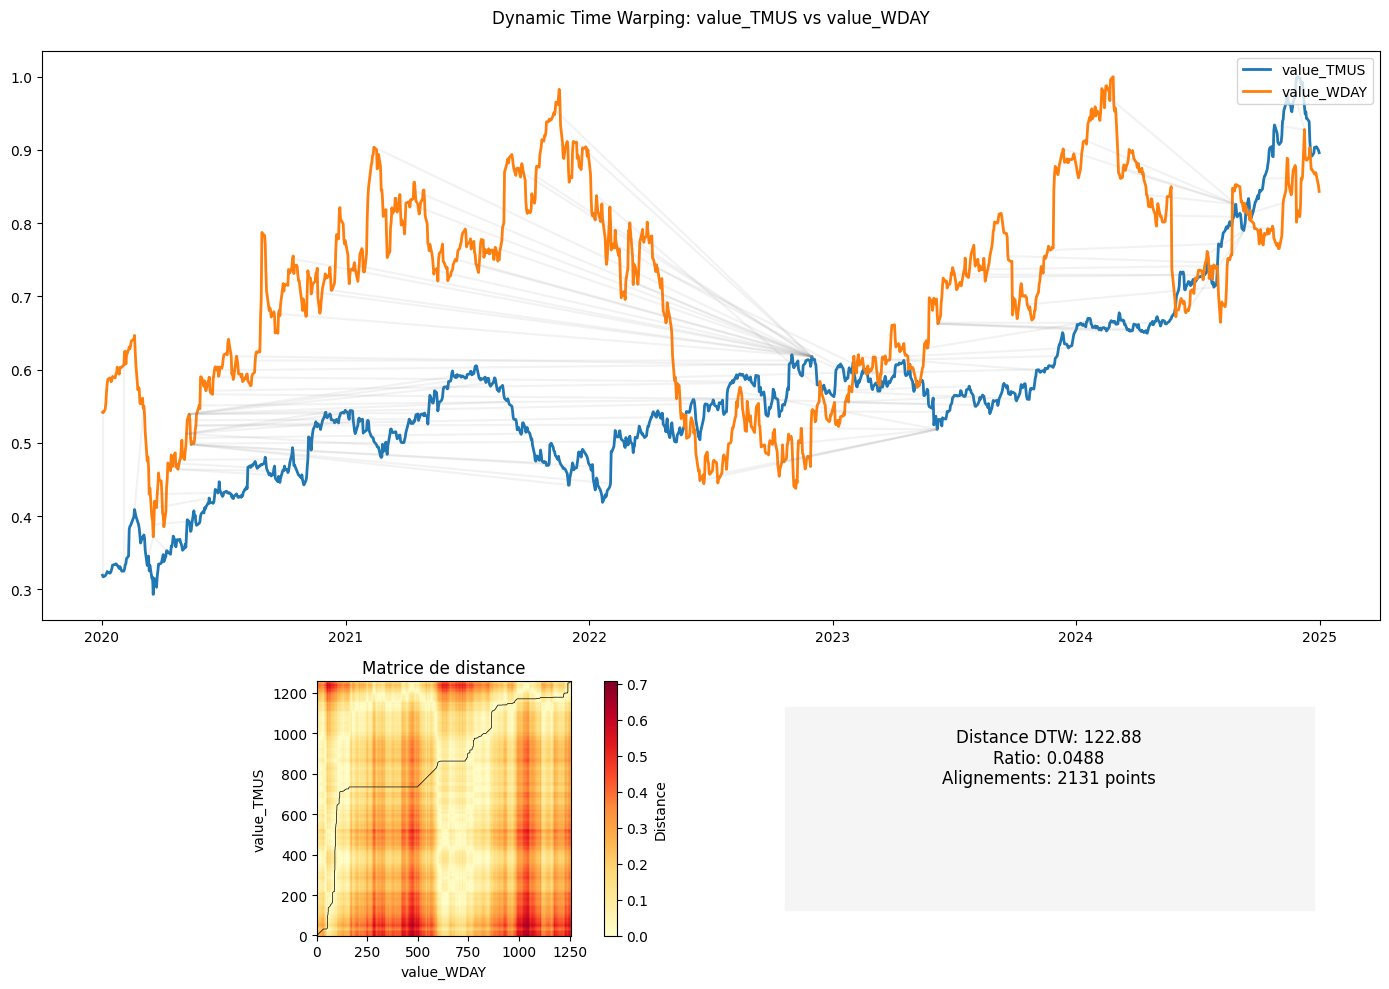 Dynamic Time Warping: value_TMUS vs value_WDAY
value_TMUS
value_WDAY
1.0
0.9
0.8
0.7
0.6
0.5
0.4
0.3
2020 2021 2022 2023 2024 2025
Matrice de distance
value_TMUS
1200
1000
800
600
400
200
0
0 250 500 750 1000 1250
value_WDAY
0.7
0.6
0.5
0.4
0.3
0.2
0.1
0.0
Distance
Distance DTW: 122.88
Ratio: 0.0488
Alignements: 2131 points